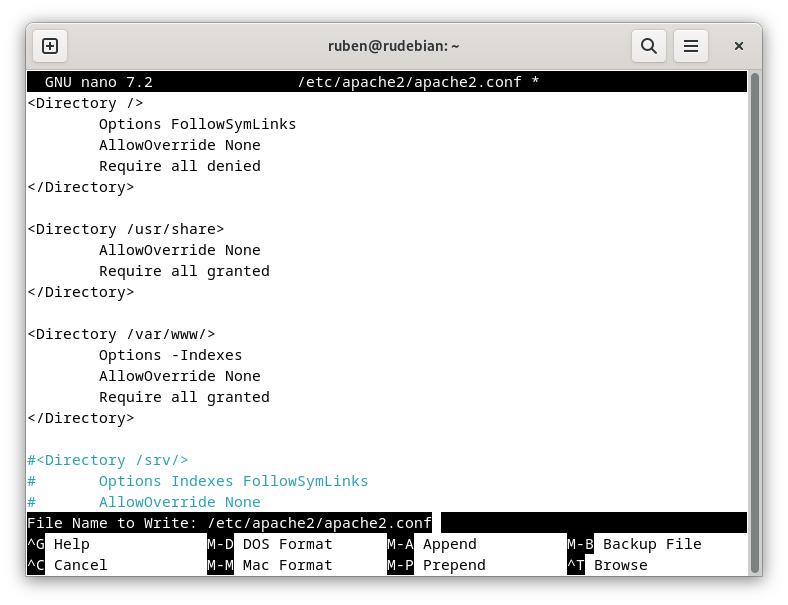 ruben@rudebian: ~
GNU nano 7.2 /etc/apache2/apache2.conf *
<Directory />
        Options FollowSymLinks
        AllowOverride None
        Require all denied
</Directory>

<Directory /usr/share>
        AllowOverride None
        Require all granted
</Directory>

<Directory /var/www/>
        Options -Indexes
        AllowOverride None
        Require all granted
</Directory>

#<Directory /srv/>
#       Options Indexes FollowSymLinks
#       AllowOverride None
File Name to Write: /etc/apache2/apache2.conf
^G Help M-D DOS Format M-A Append M-B Backup File
^C Cancel M-M Mac Format M-P Prepend ^T Browse